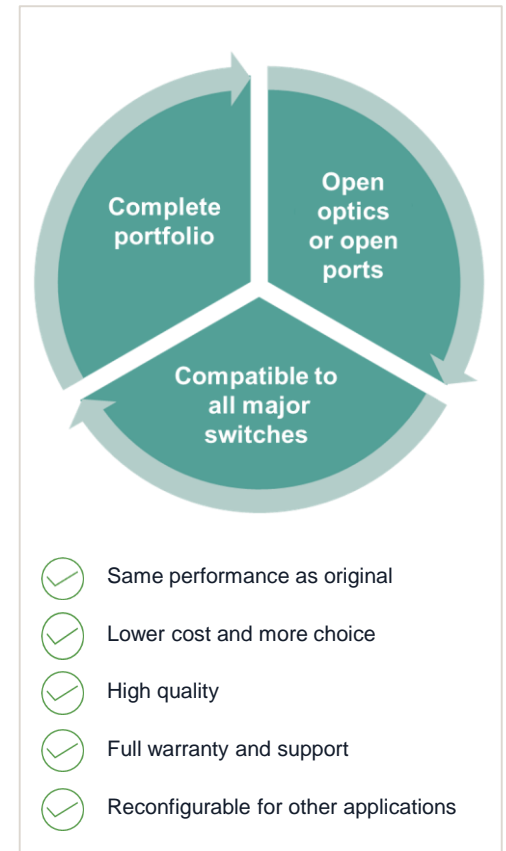 Complete
portfolio
Open
optics
or open
ports
Compatible to
all major
switches
Same performance as original
Lower cost and more choice
High quality
Full warranty and support
Reconfigurable for other applications